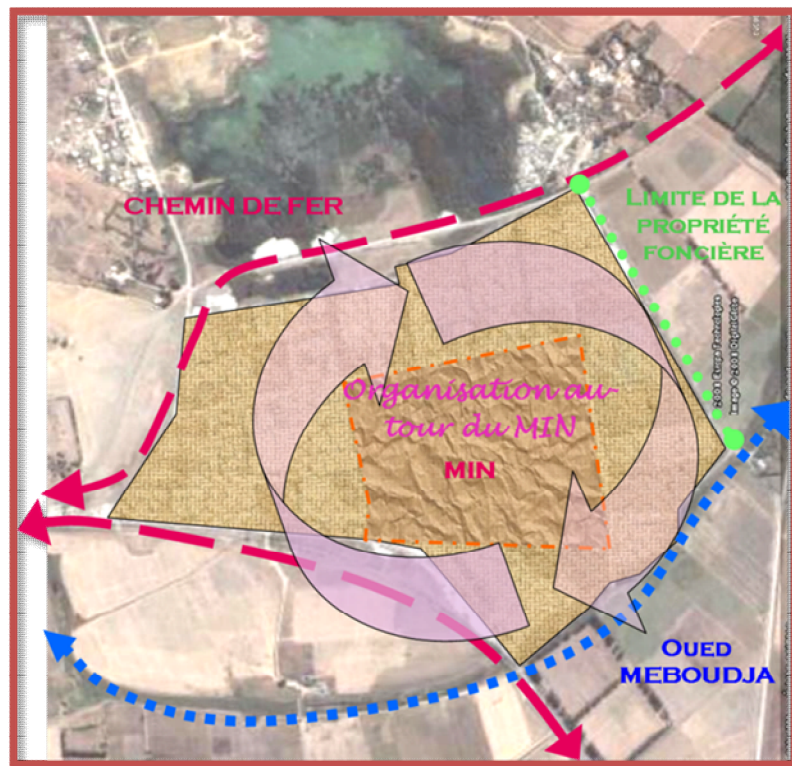 CHEMIN DE FER
LIMITE DE LA
PROPRIÉTÉ
FONCIÈRE
Organisation au-
tour du MIN
MIN
OUED
MEBOUDJA